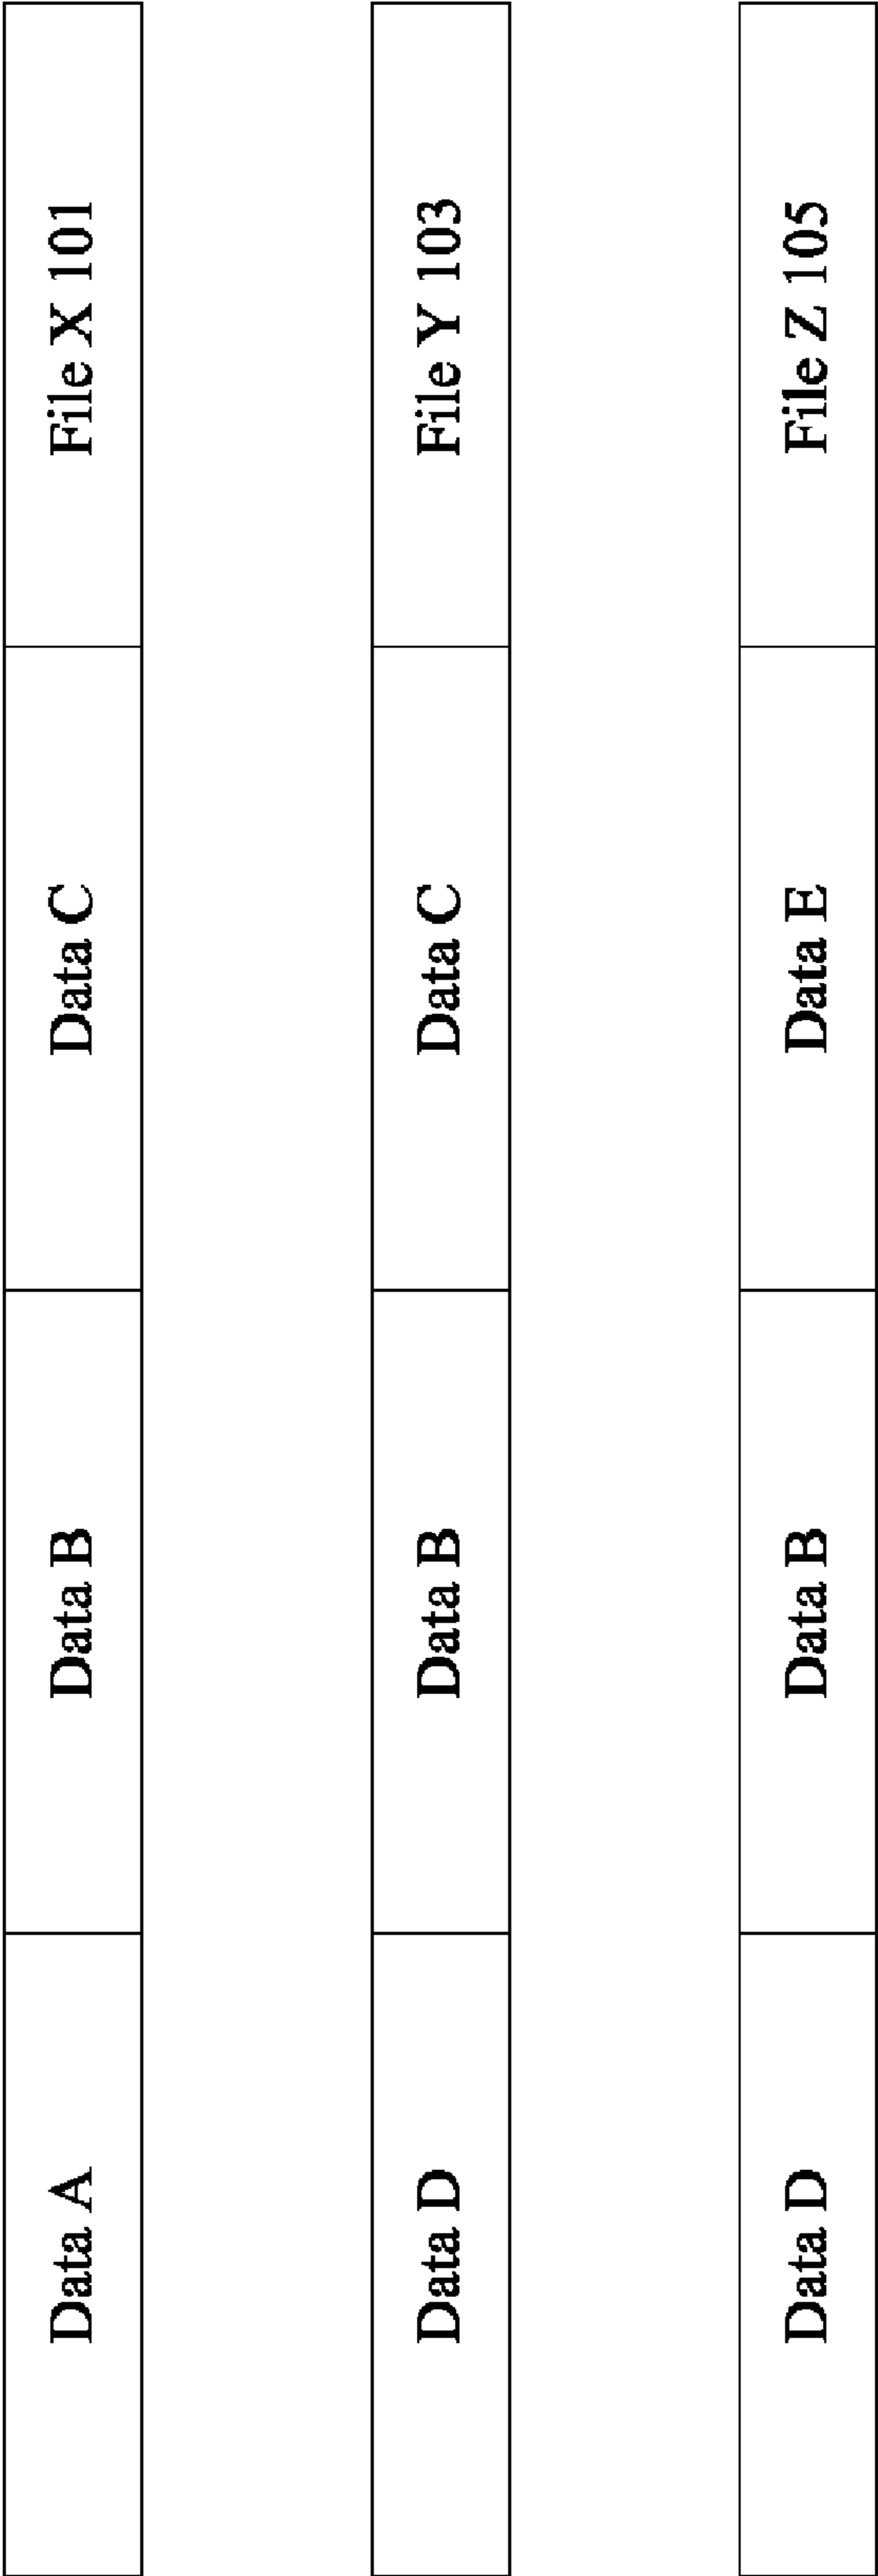 Data A
Data B
Data C
File X 101
Data D
Data B
Data C
File Y 103
Data D
Data B
Data E
File Z 105